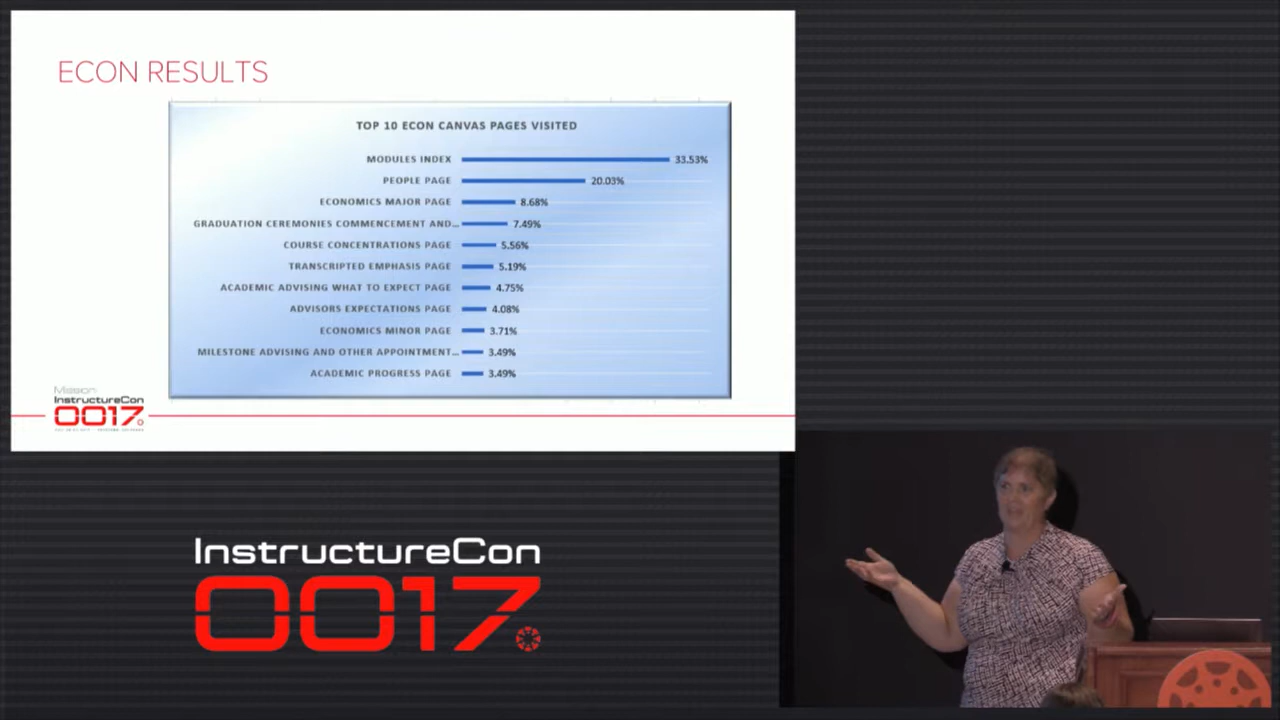 ECON RESULTS
TOP 10 ECON CANVAS PAGES VISITED
MODULES INDEX 33.53%
PEOPLE PAGE 20.03%
ECONOMICS MAJOR PAGE 8.68%
GRADUATION CEREMONIES COMMENCEMENT AND… 7.49%
COURSE CONCENTRATIONS PAGE 5.56%
TRANSCRIPTED EMPHASIS PAGE 5.19%
ACADEMIC ADVISING WHAT TO EXPECT PAGE 4.75%
ADVISORS EXPECTATIONS PAGE 4.08%
ECONOMICS MINOR PAGE 3.71%
MILESTONE ADVISING AND OTHER APPOINTMENT… 3.49%
ACADEMIC PROGRESS PAGE 3.49%
Mission:
InstructureCon
0017
InstructureCon
0017